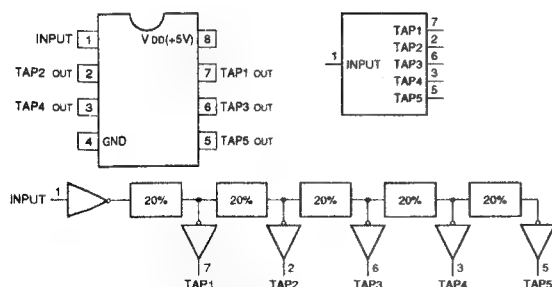 INPUT 1 VDD(+5V) 8
TAP2 OUT 2 7 TAP1 OUT
TAP4 OUT 3 6 TAP3 OUT
4 GND 5 TAP5 OUT
1 INPUT
TAP1 7
TAP2 2
TAP3 6
TAP4 3
TAP5 5
INPUT 1 20% 20% 20% 20% 20%
7 2 6 3 5
TAP1 TAP2 TAP3 TAP4 TAP5